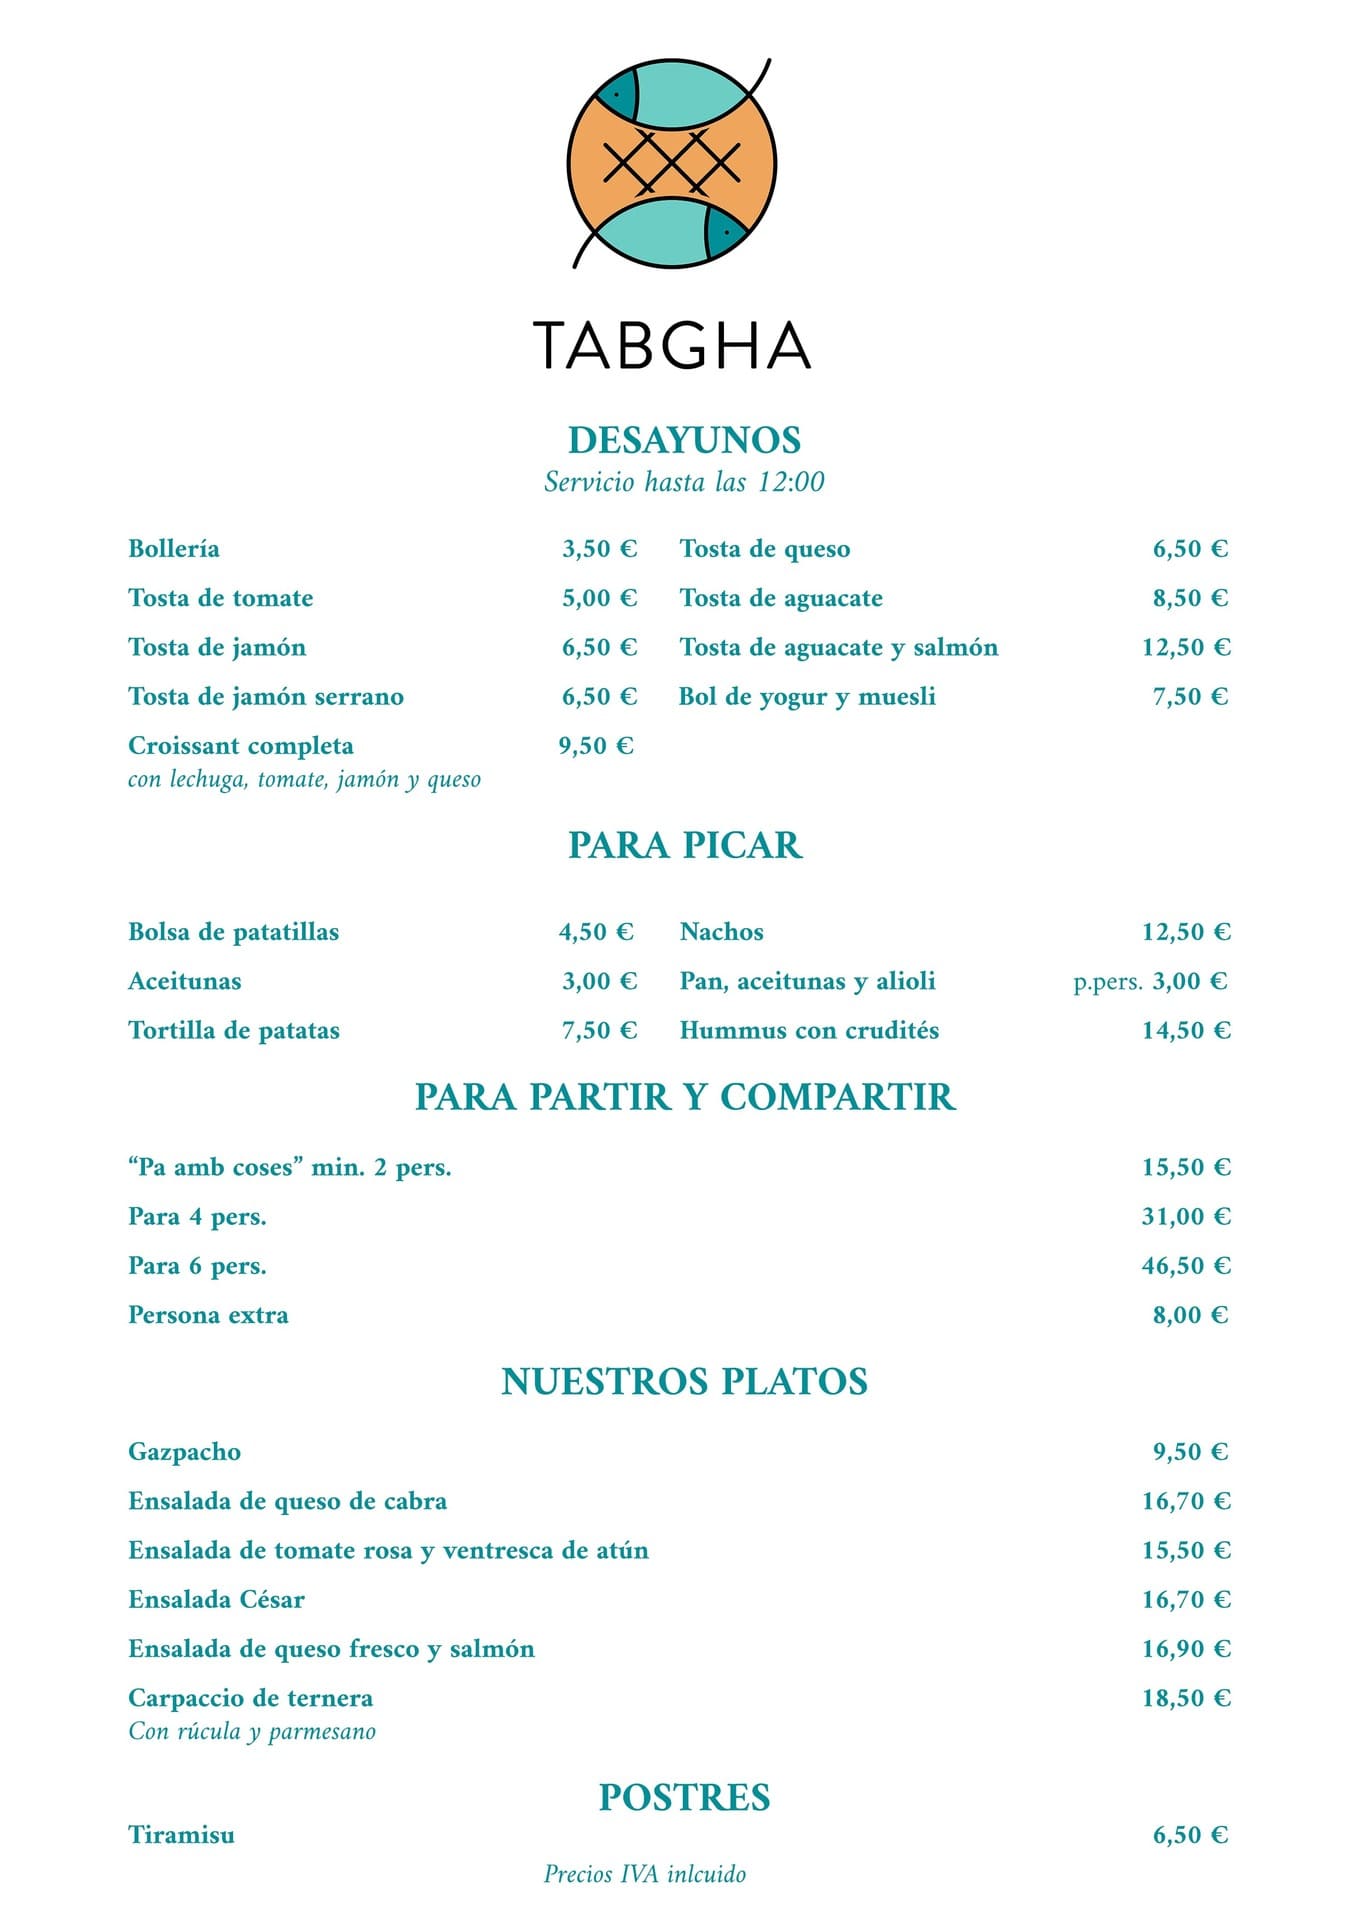 TABGHA
DESAYUNOS
Servicio hasta las 12:00
Bollería 3,50 €
Tosta de tomate 5,00 €
Tosta de jamón 6,50 €
Tosta de jamón serrano 6,50 €
Croissant completa 9,50 €
con lechuga, tomate, jamón y queso
Tosta de queso 6,50 €
Tosta de aguacate 8,50 €
Tosta de aguacate y salmón 12,50 €
Bol de yogur y muesli 7,50 €
PARA PICAR
Bolsa de patatillas 4,50 €
Aceitunas 3,00 €
Tortilla de patatas 7,50 €
Nachos 12,50 €
Pan, aceitunas y alioli p.pers. 3,00 €
Hummus con crudités 14,50 €
PARA PARTIR Y COMPARTIR
“Pa amb coses” min. 2 pers. 15,50 €
Para 4 pers. 31,00 €
Para 6 pers. 46,50 €
Persona extra 8,00 €
NUESTROS PLATOS
Gazpacho 9,50 €
Ensalada de queso de cabra 16,70 €
Ensalada de tomate rosa y ventresca de atún 15,50 €
Ensalada César 16,70 €
Ensalada de queso fresco y salmón 16,90 €
Carpaccio de ternera 18,50 €
Con rúcula y parmesano
POSTRES
Tiramisu 6,50 €
Precios IVA inlcuido